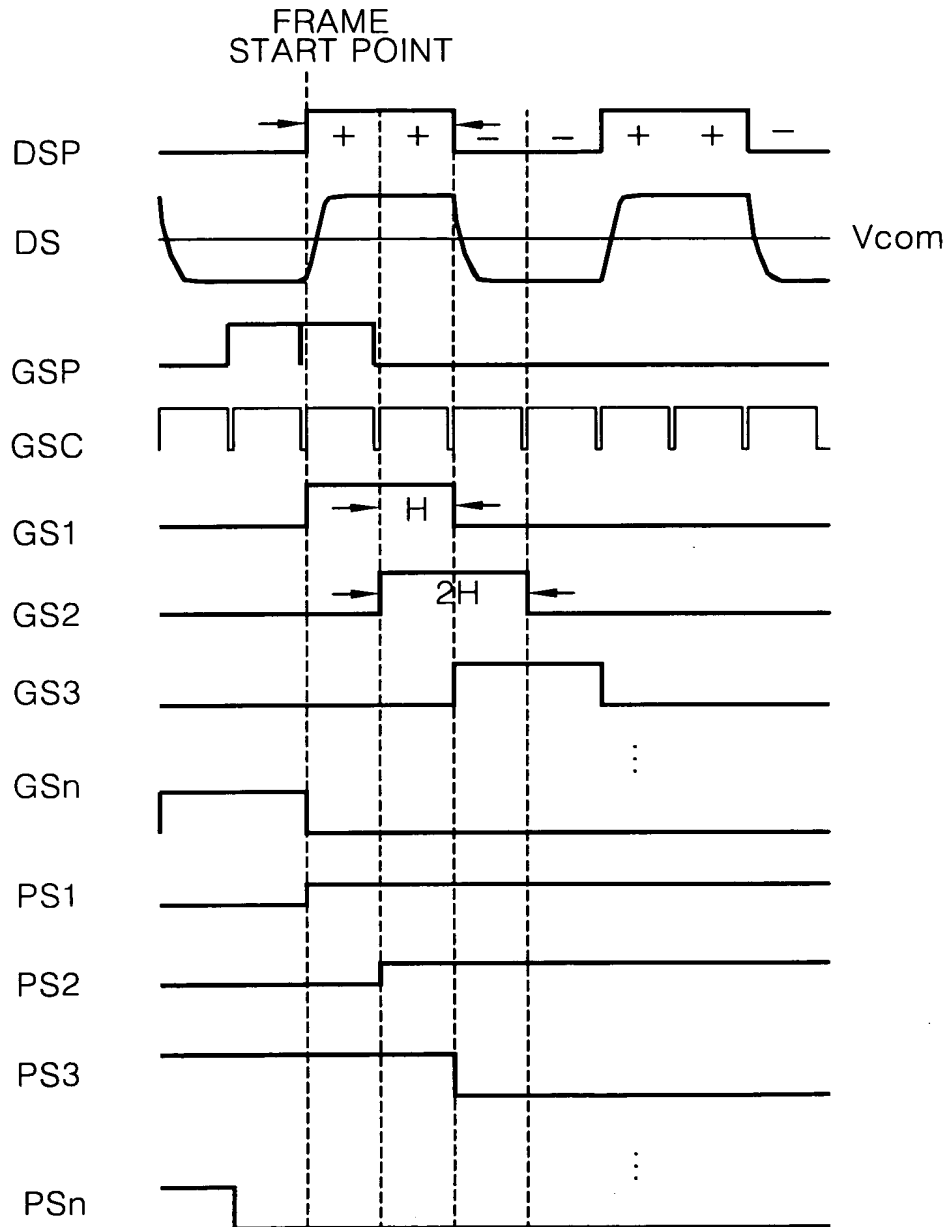 FRAME
START POINT
DSP + + - - + + -
DS Vcom
GSP
GSC
GS1 H
GS2 2H
GS3
⋮
GSn
PS1
PS2
PS3
⋮
PSn